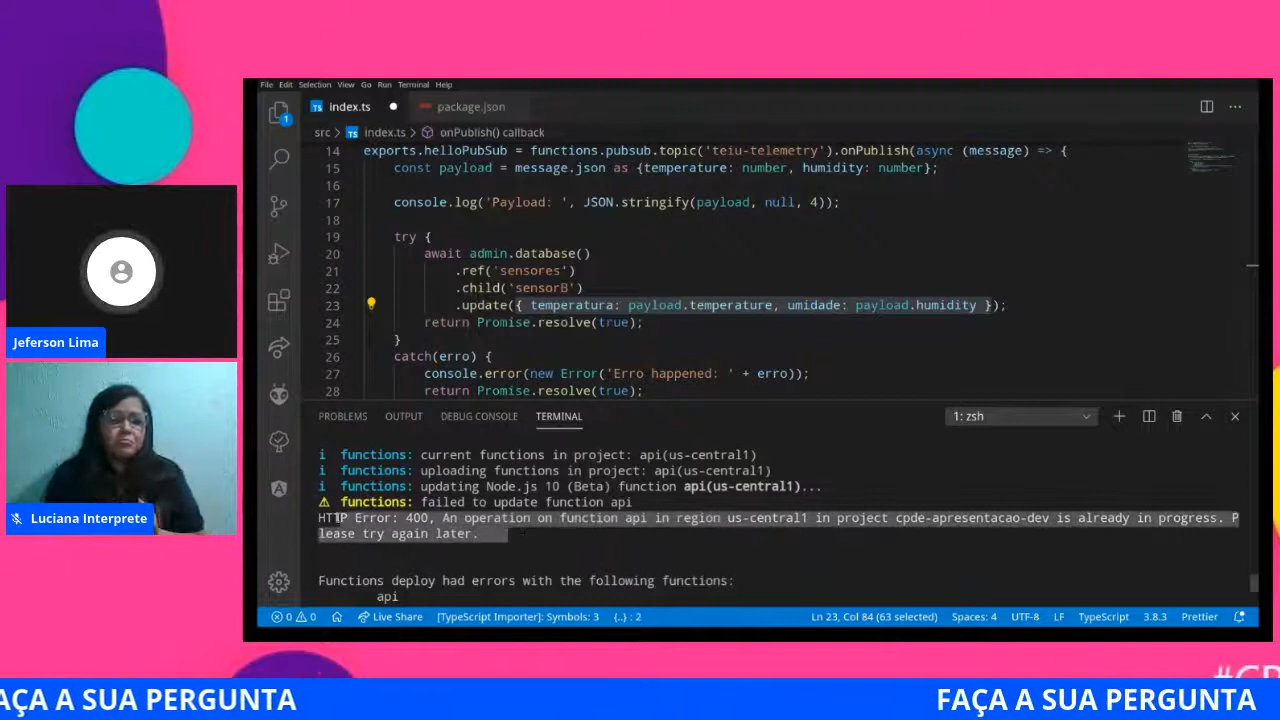 File Edit Selection View Go Run Terminal Help
TS index.ts package.json
1
src > TS index.ts > onPublish() callback
14 exports.helloPubSub = functions.pubsub.topic('teiu-telemetry').onPublish(async (message) => {
15 const payload = message.json as {temperature: number, humidity: number};
16
17 console.log('Payload: ', JSON.stringify(payload, null, 4));
18
19 try {
20 await admin.database()
21 .ref('sensores')
22 .child('sensorB')
23 .update({ temperatura: payload.temperature, umidade: payload.humidity });
24 return Promise.resolve(true);
25 }
26 catch(erro) {
27 console.error(new Error('Erro happened: ' + erro));
28 return Promise.resolve(true);
Jeferson Lima
Luciana Interprete
PROBLEMS OUTPUT DEBUG CONSOLE TERMINAL 1: zsh
i functions: current functions in project: api(us-central1)
i functions: uploading functions in project: api(us-central1)
i functions: updating Node.js 10 (Beta) function api(us-central1)...
⚠ functions: failed to update function api
HTTP Error: 400, An operation on function api in region us-central1 in project cpde-apresentacao-dev is already in progress. P
lease try again later.
Functions deploy had errors with the following functions:
api
0 0 Live Share [TypeScript Importer]: Symbols: 3 {..} : 2 Ln 23, Col 84 (63 selected) Spaces: 4 UTF-8 LF TypeScript 3.8.3 Prettier
AÇA A SUA PERGUNTA FAÇA A SUA PERGUNTA